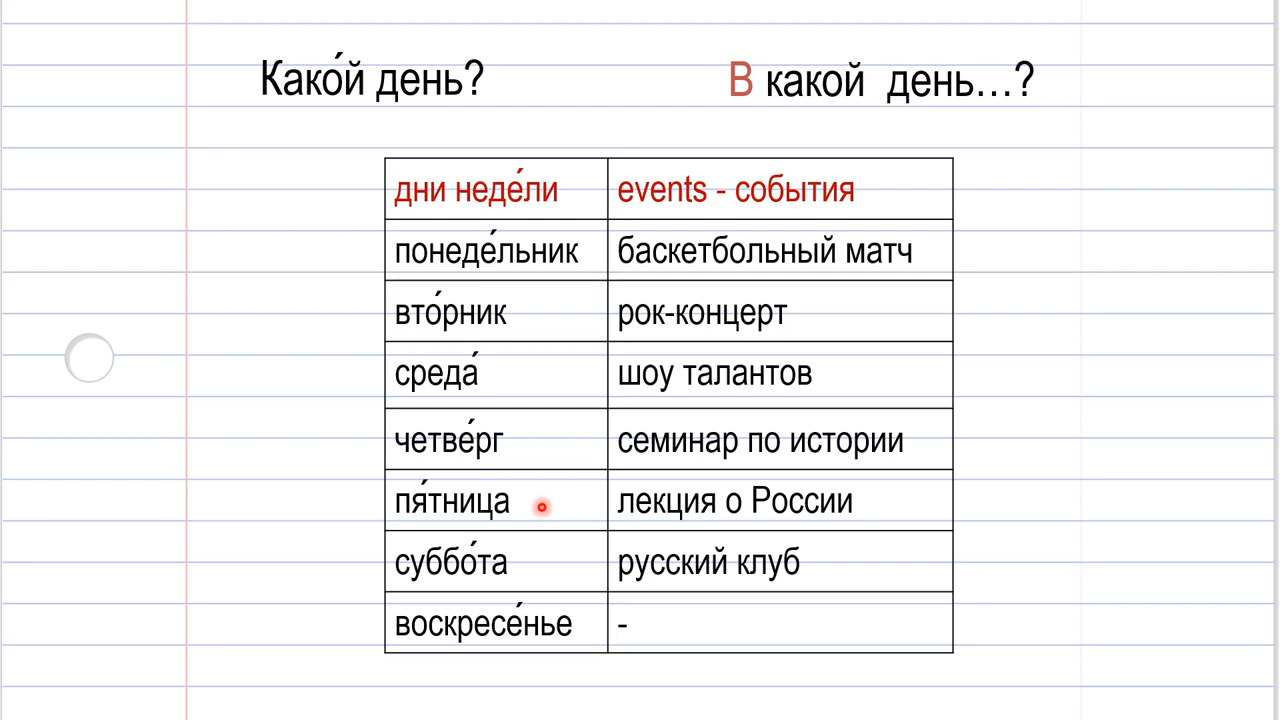 Како́й день?
В какой день...?
дни неде́ли events - события
понеде́льник баскетбольный матч
вто́рник рок-концерт
среда́ шоу талантов
четве́рг семинар по истории
пя́тница лекция о России
суббо́та русский клуб
воскресе́нье -